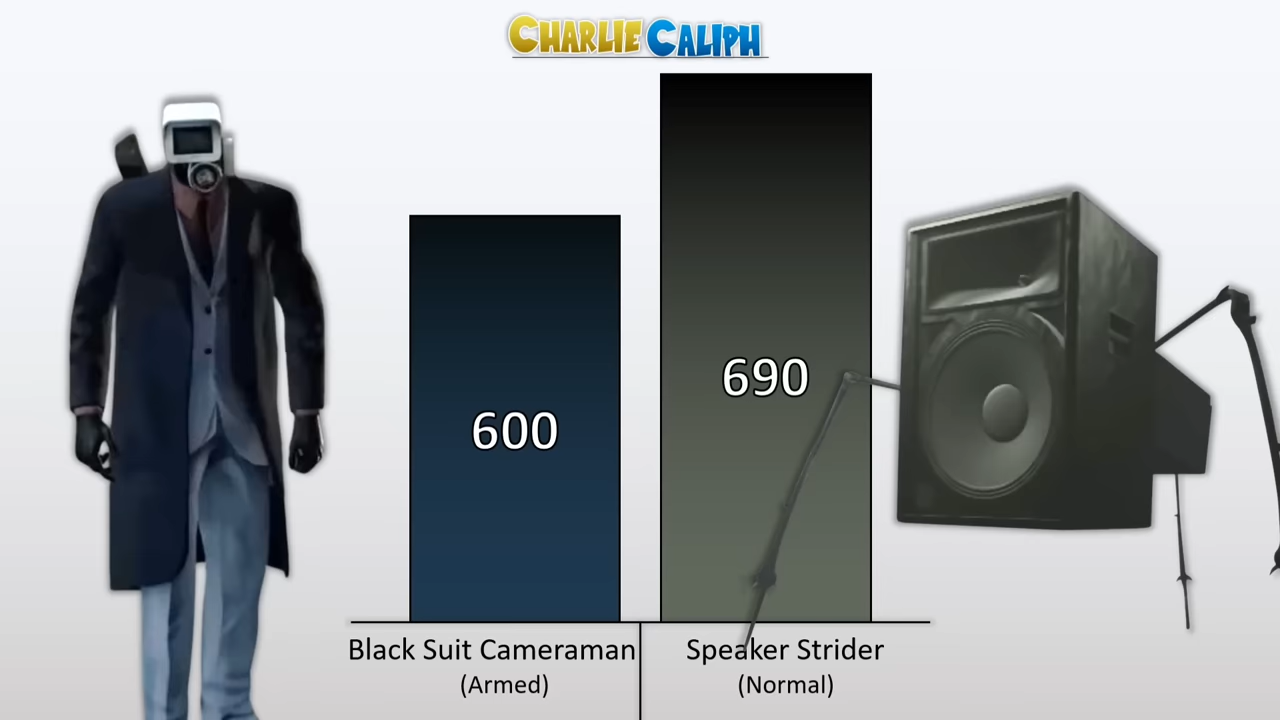 CHARLIE CALIPH
690
600
Black Suit Cameraman
(Armed)
Speaker Strider
(Normal)